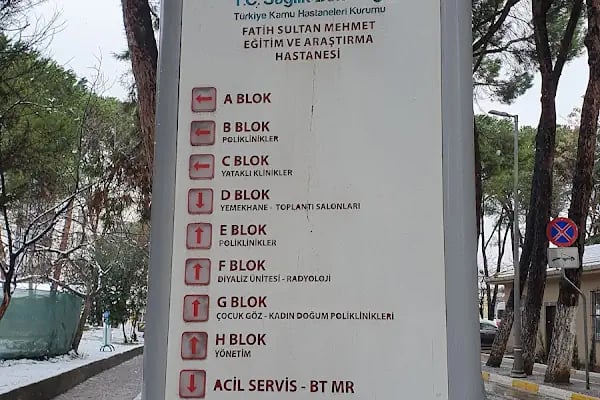 T.C. Sağlık
Türkiye Kamu Hastaneleri Kurumu
FATİH SULTAN MEHMET
EĞİTİM VE ARAŞTIRMA
HASTANESİ
A BLOK
B BLOK
POLİKLİNİKLER
C BLOK
YATAKLI KLİNİKLER
D BLOK
YEMEKHANE - TOPLANTI SALONLARI
E BLOK
POLİKLİNİKLER
F BLOK
DİYALİZ ÜNİTESİ - RADYOLOJİ
G BLOK
ÇOCUK GÖZ - KADIN DOĞUM POLİKLİNİKLERİ
H BLOK
YÖNETİM
ACİL SERVİS - BT MR